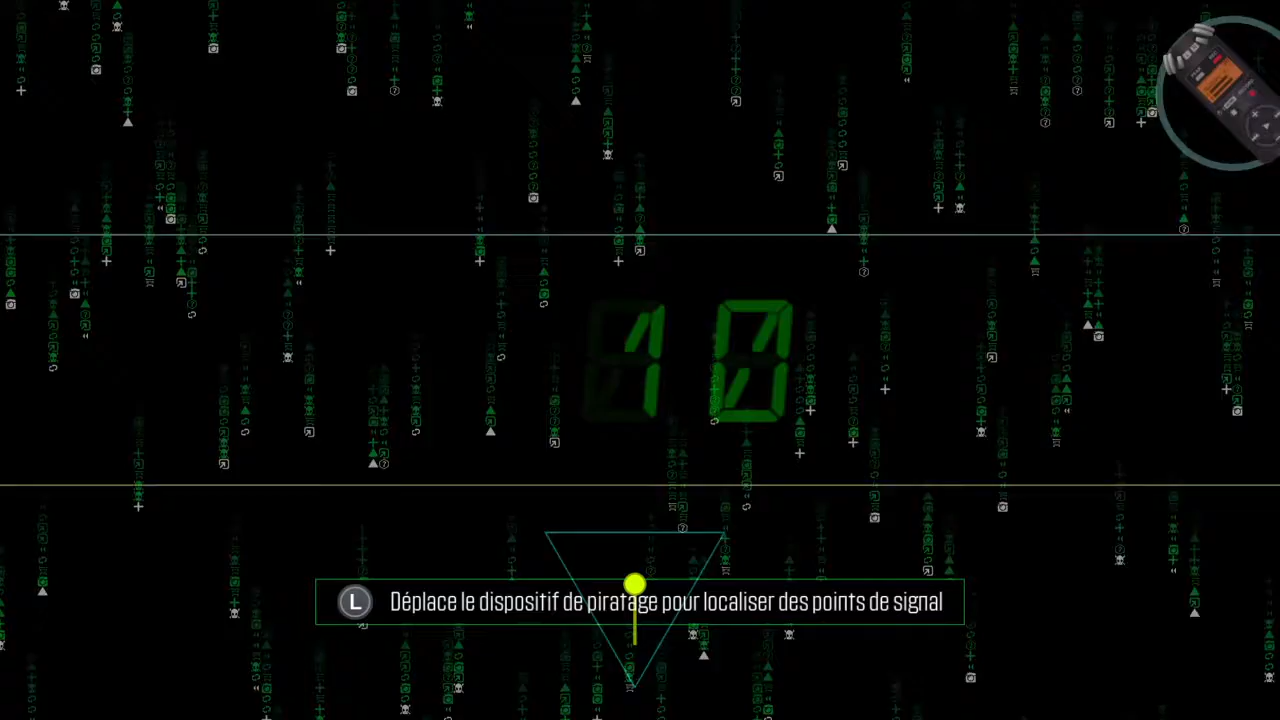 10
L Déplace le dispositif de piratage pour localiser des points de signal